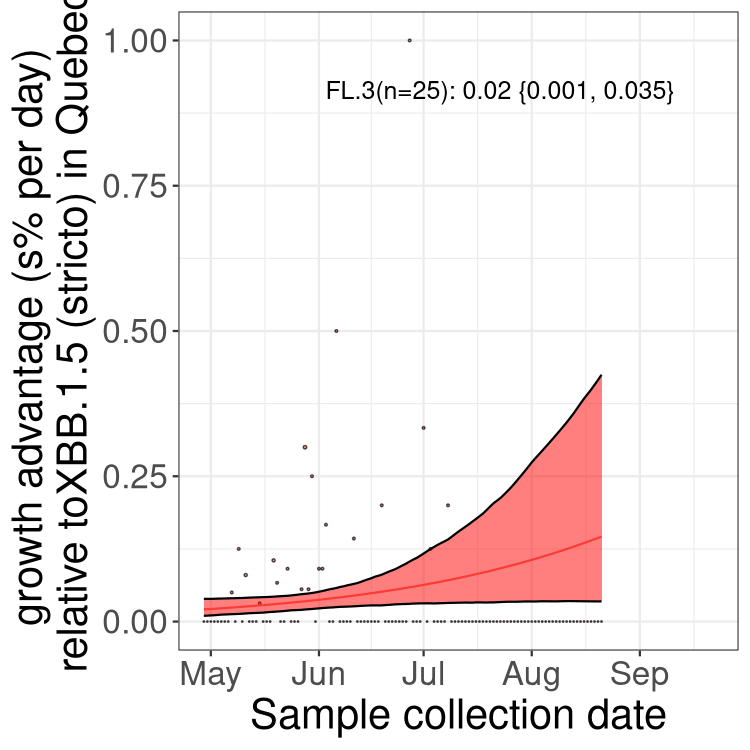 growth advantage (s% per day)
relative toXBB.1.5 (stricto) in Quebec
1.00
0.75
0.50
0.25
0.00
FL.3(n=25): 0.02 {0.001, 0.035}
May Jun Jul Aug Sep
Sample collection date